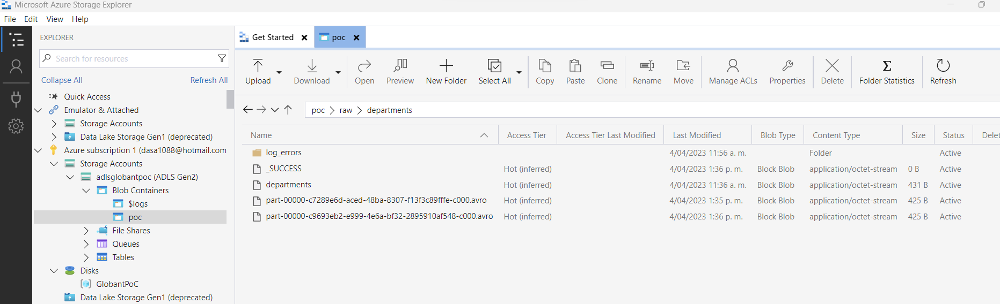 Microsoft Azure Storage Explorer
File Edit View Help
EXPLORER
Search for resources
Collapse All Refresh All
Quick Access
Emulator & Attached
Storage Accounts
Data Lake Storage Gen1 (deprecated)
Azure subscription 1 (dasa1088@hotmail.com
Storage Accounts
adlsglobantpoc (ADLS Gen2)
Blob Containers
$logs
poc
File Shares
Queues
Tables
Disks
GlobantPoC
Data Lake Storage Gen1 (deprecated)
Get Started poc
Upload Download Open Preview New Folder Select All Copy Paste Clone Rename Move Manage ACLs Properties Delete Folder Statistics Refresh
poc > raw > departments
Name Access Tier Access Tier Last Modified Last Modified Blob Type Content Type Size Status Delet
log_errors 4/04/2023 11:56 a. m. Folder Active
_SUCCESS Hot (inferred) 4/04/2023 1:36 p. m. Block Blob application/octet-stream 0 B Active
departments Hot (inferred) 4/04/2023 11:36 a. m. Block Blob application/octet-stream 431 B Active
part-00000-c7289e6d-aced-48ba-8307-f13f3c89fffe-c000.avro Hot (inferred) 4/04/2023 1:35 p. m. Block Blob application/octet-stream 425 B Active
part-00000-c9693eb2-e999-4e6a-bf32-2895910af548-c000.avro Hot (inferred) 4/04/2023 1:36 p. m. Block Blob application/octet-stream 425 B Active